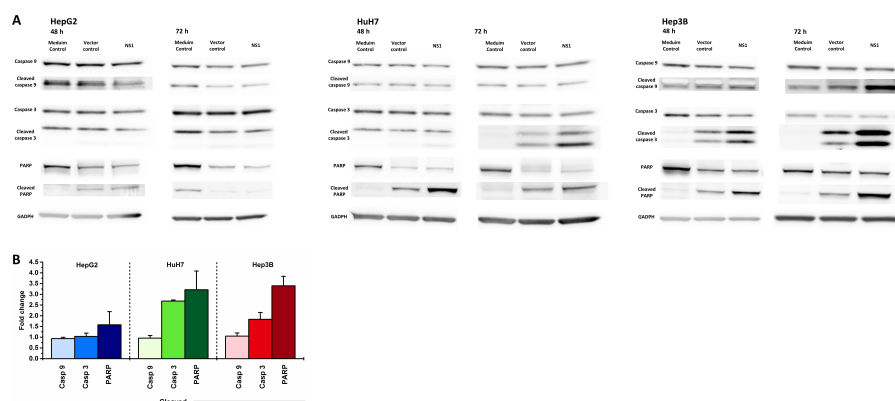 A
HepG2
48 h
72 h
Meduim Control
Vector control
NS1
Meduim Control
Vector control
NS1
Caspase 9
Cleaved caspase 9
Caspase 3
Cleaved caspase 3
PARP
Cleaved PARP
GADPH
HuH7
48 h
72 h
Meduim Control
Vector control
NS1
Meduim Control
Vector control
NS1
Caspase 9
Cleaved caspase 9
Caspase 3
Cleaved caspase 3
PARP
Cleaved PARP
GADPH
Hep3B
48 h
72 h
Meduim Control
Vector control
NS1
Meduim Control
Vector control
NS1
Caspase 9
Cleaved caspase 9
Caspase 3
Cleaved caspase 3
PARP
Cleaved PARP
GADPH
B
HepG2 HuH7 Hep3B
Fold change
4.5
4.0
3.5
3.0
2.5
2.0
1.5
1.0
0.5
0.0
Casp 9 Casp 3 PARP Casp 9 Casp 3 PARP Casp 9 Casp 3 PARP